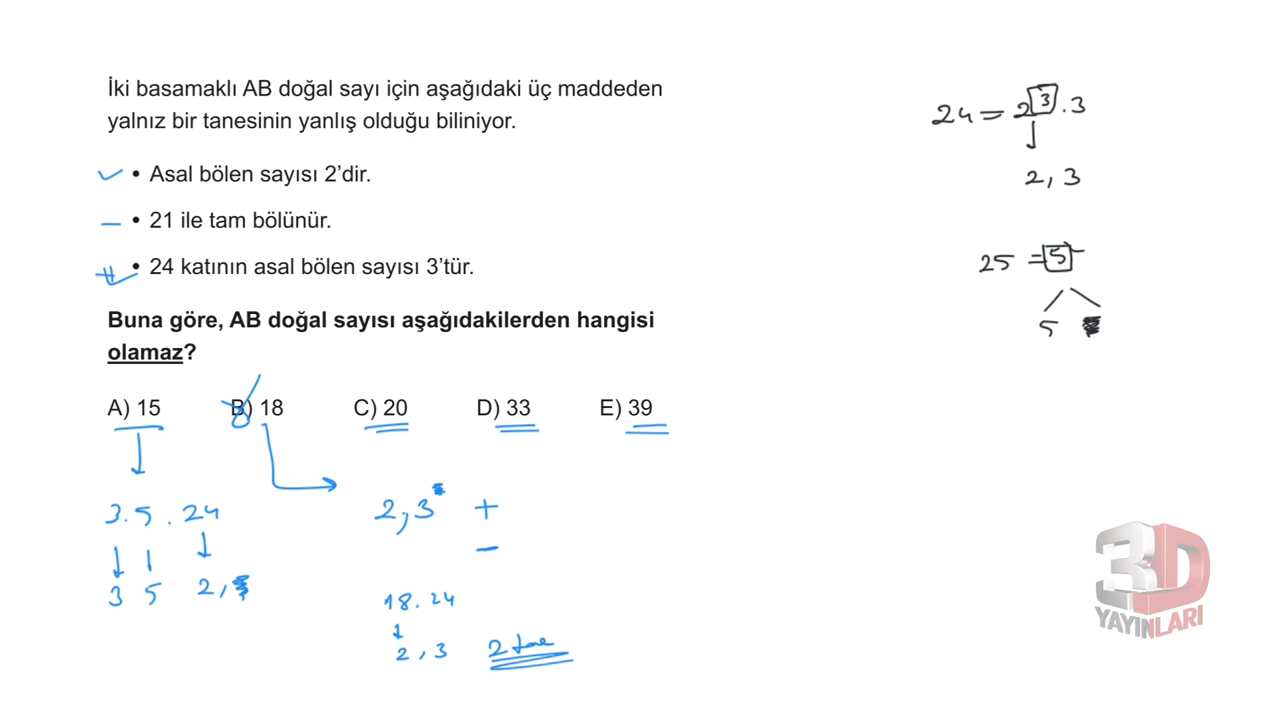 İki basamaklı AB doğal sayı için aşağıdaki üç maddeden
yalnız bir tanesinin yanlış olduğu biliniyor.
• Asal bölen sayısı 2'dir.
• 21 ile tam bölünür.
• 24 katının asal bölen sayısı 3'tür.
Buna göre, AB doğal sayısı aşağıdakilerden hangisi
olamaz?
A) 15 B) 18 C) 20 D) 33 E) 39
3.5.24
3 5 2,
2,3 +
–
18.24
2,3 2 tane
24 = 2³.3
2,3
25 = 5
5
3D
YAYINLARI